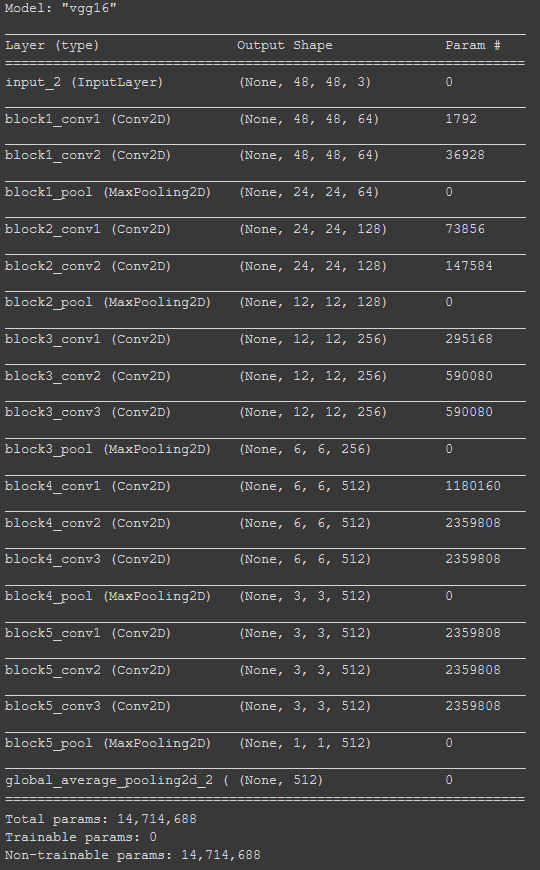 Model: "vgg16"
Layer (type) Output Shape Param #
input_2 (InputLayer) (None, 48, 48, 3) 0
block1_conv1 (Conv2D) (None, 48, 48, 64) 1792
block1_conv2 (Conv2D) (None, 48, 48, 64) 36928
block1_pool (MaxPooling2D) (None, 24, 24, 64) 0
block2_conv1 (Conv2D) (None, 24, 24, 128) 73856
block2_conv2 (Conv2D) (None, 24, 24, 128) 147584
block2_pool (MaxPooling2D) (None, 12, 12, 128) 0
block3_conv1 (Conv2D) (None, 12, 12, 256) 295168
block3_conv2 (Conv2D) (None, 12, 12, 256) 590080
block3_conv3 (Conv2D) (None, 12, 12, 256) 590080
block3_pool (MaxPooling2D) (None, 6, 6, 256) 0
block4_conv1 (Conv2D) (None, 6, 6, 512) 1180160
block4_conv2 (Conv2D) (None, 6, 6, 512) 2359808
block4_conv3 (Conv2D) (None, 6, 6, 512) 2359808
block4_pool (MaxPooling2D) (None, 3, 3, 512) 0
block5_conv1 (Conv2D) (None, 3, 3, 512) 2359808
block5_conv2 (Conv2D) (None, 3, 3, 512) 2359808
block5_conv3 (Conv2D) (None, 3, 3, 512) 2359808
block5_pool (MaxPooling2D) (None, 1, 1, 512) 0
global_average_pooling2d_2 ( (None, 512) 0
Total params: 14,714,688
Trainable params: 0
Non-trainable params: 14,714,688